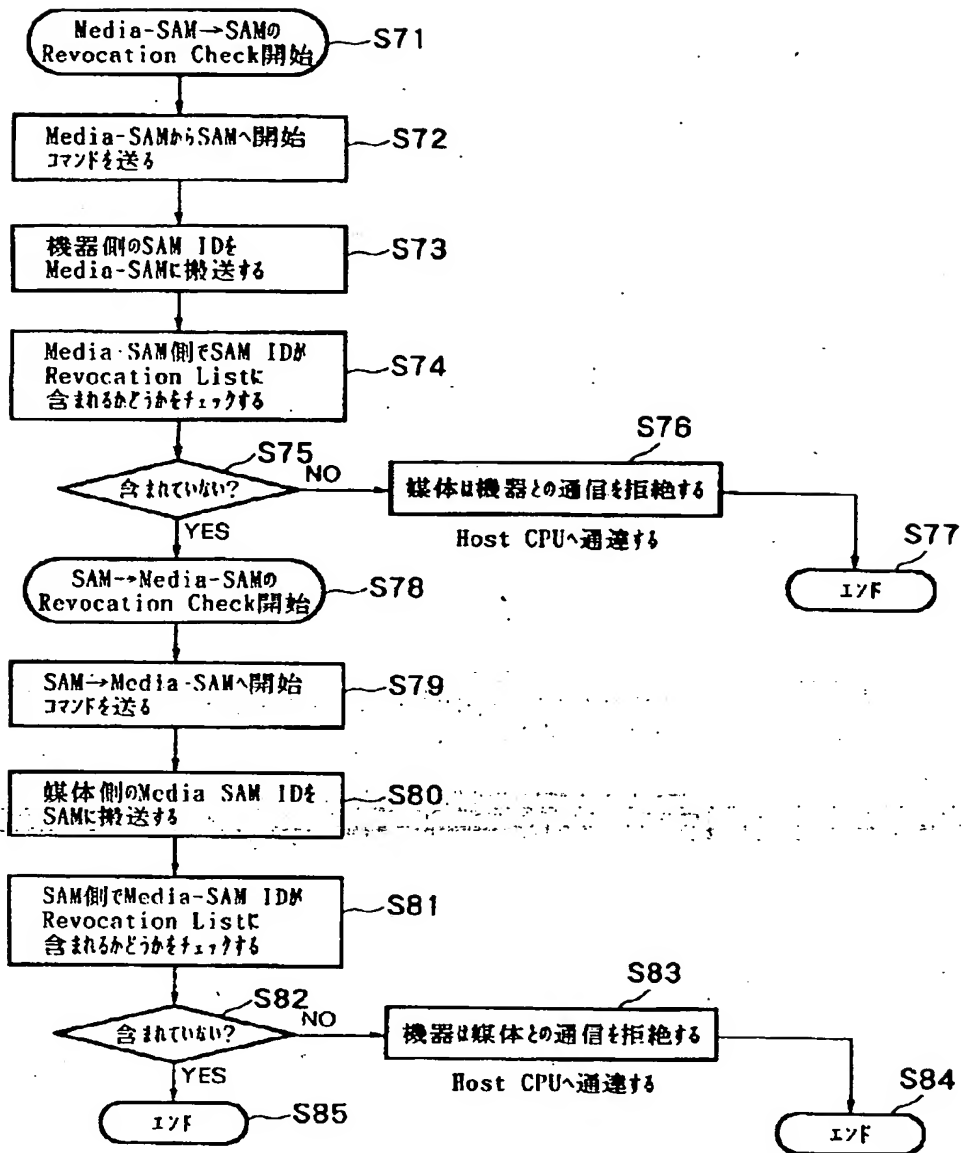 Media-SAM→SAMの
Revocation Check開始
S71
Media-SAMからSAMへ開始
コマンドを送る
S72
機器側のSAM IDを
Media-SAMに搬送する
S73
Media-SAM側でSAM IDが
Revocation Listに
含まれるかどうかをチェックする
S74
S75
含まれていない?
NO
YES
S76
媒体は機器との通信を拒絶する
Host CPUへ通達する
S77
エンド
SAM→Media-SAMの
Revocation Check開始
S78
SAM→Media-SAMへ開始
コマンドを送る
S79
媒体側のMedia SAM IDを
SAMに搬送する
S80
SAM側でMedia-SAM IDが
Revocation Listに
含まれるかどうかをチェックする
S81
S82
含まれていない?
NO
YES
S83
機器は媒体との通信を拒絶する
Host CPUへ通達する
S84
エンド
エンド
S85